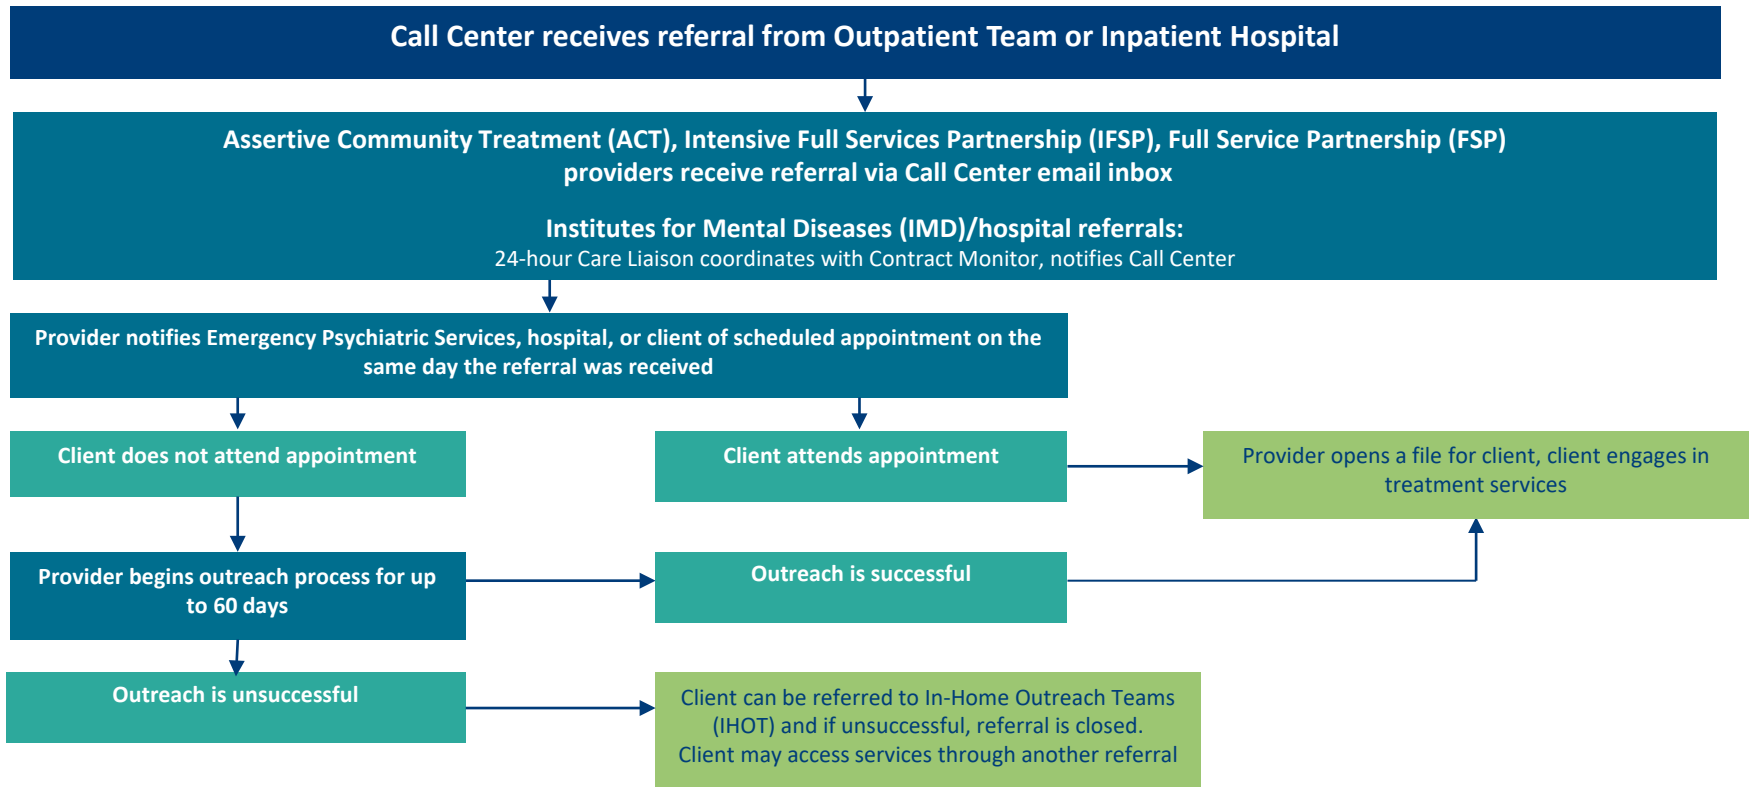 Call Center receives referral from Outpatient Team or Inpatient Hospital
Assertive Community Treatment (ACT), Intensive Full Services Partnership (IFSP), Full Service Partnership (FSP)
providers receive referral via Call Center email inbox
Institutes for Mental Diseases (IMD)/hospital referrals:
24-hour Care Liaison coordinates with Contract Monitor, notifies Call Center
Provider notifies Emergency Psychiatric Services, hospital, or client of scheduled appointment on the
same day the referral was received
Client does not attend appointment
Client attends appointment
Provider opens a file for client, client engages in
treatment services
Provider begins outreach process for up
to 60 days
Outreach is successful
Outreach is unsuccessful
Client can be referred to In-Home Outreach Teams
(IHOT) and if unsuccessful, referral is closed.
Client may access services through another referral